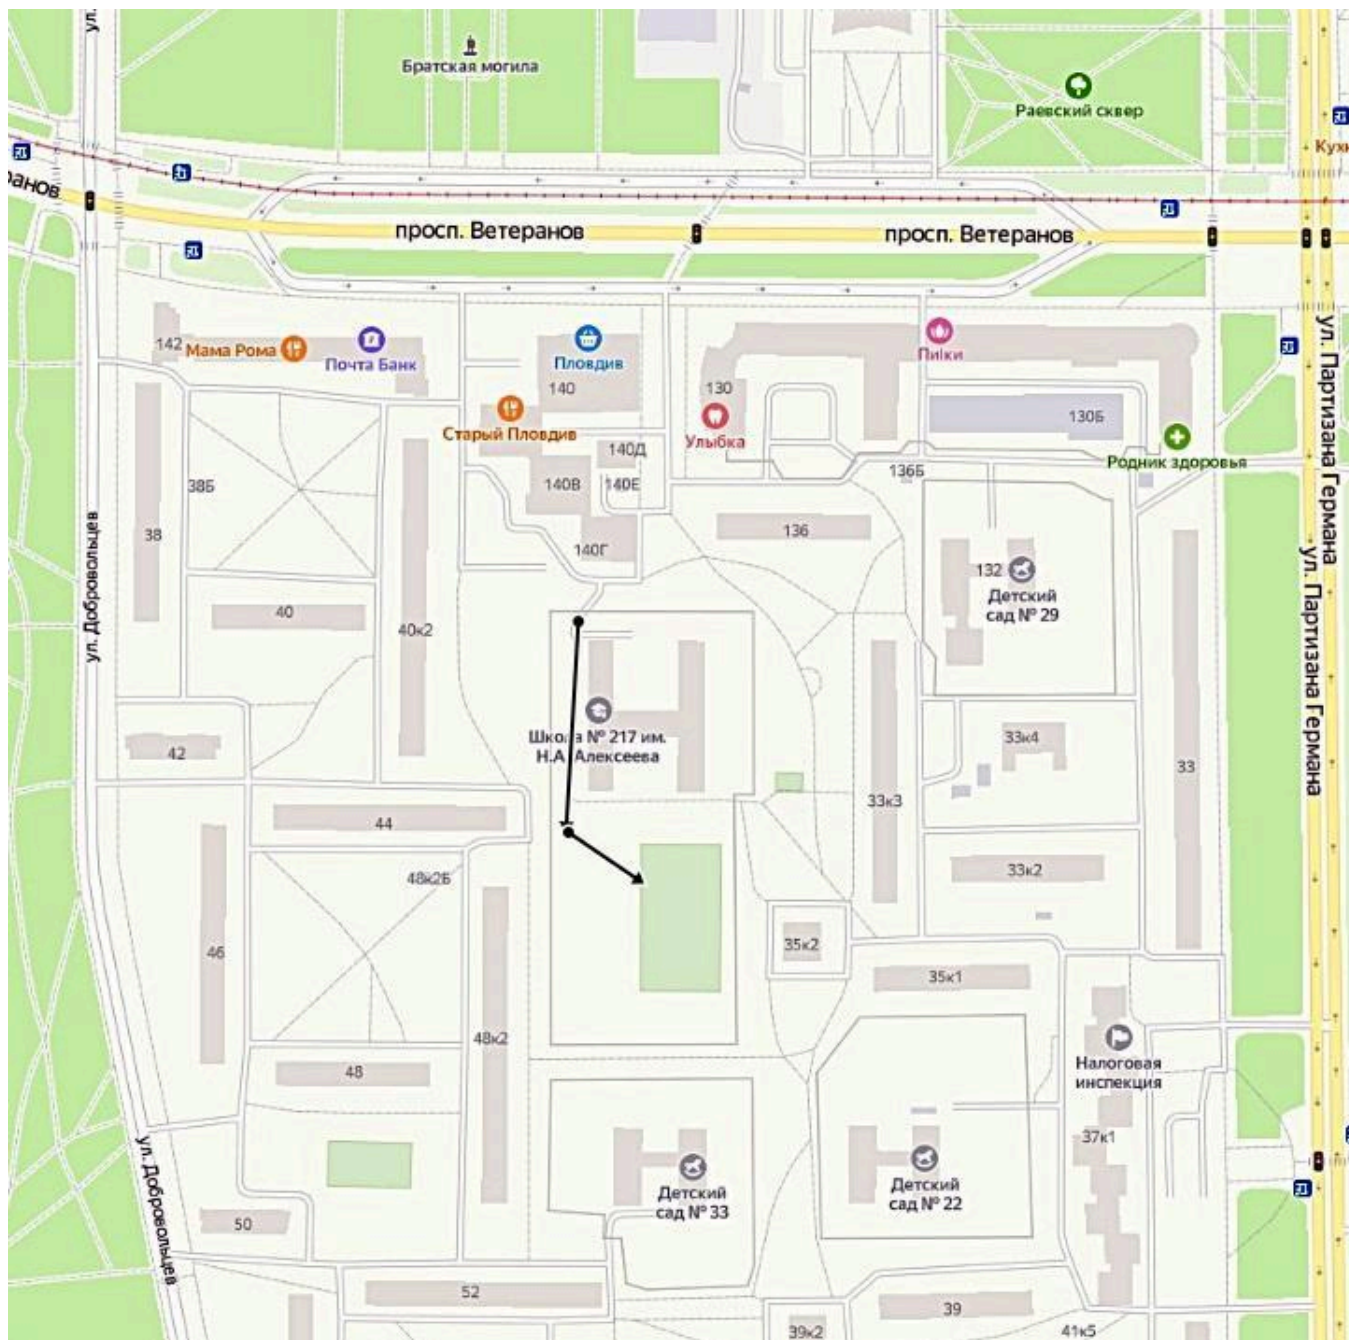 ул.
Братская могила
Раевский сквер
Кух
ранов
просп. Ветеранов
просп. Ветеранов
142
Мама Рома
Почта Банк
Пловдив
140
130
Пilки
130Б
Улыбка
Старый Пловдив
Родник здоровья
ул. Партизана Германа
ул. Партизана Германа
140Д
140В
140Е
136Б
38Б
38
136
140Г
132
Детский
сад № 29
ул. Добровольцев
40
40к2
Школа № 217 им.
Н.А. Алексеева
33к4
33
42
33к3
44
33к2
48к2Б
46
35к2
35к1
48к2
48
Налоговая
инспекция
37к1
Детский
сад № 33
Детский
сад № 22
ул. Добровольцев
50
52
39
39к2
41к5